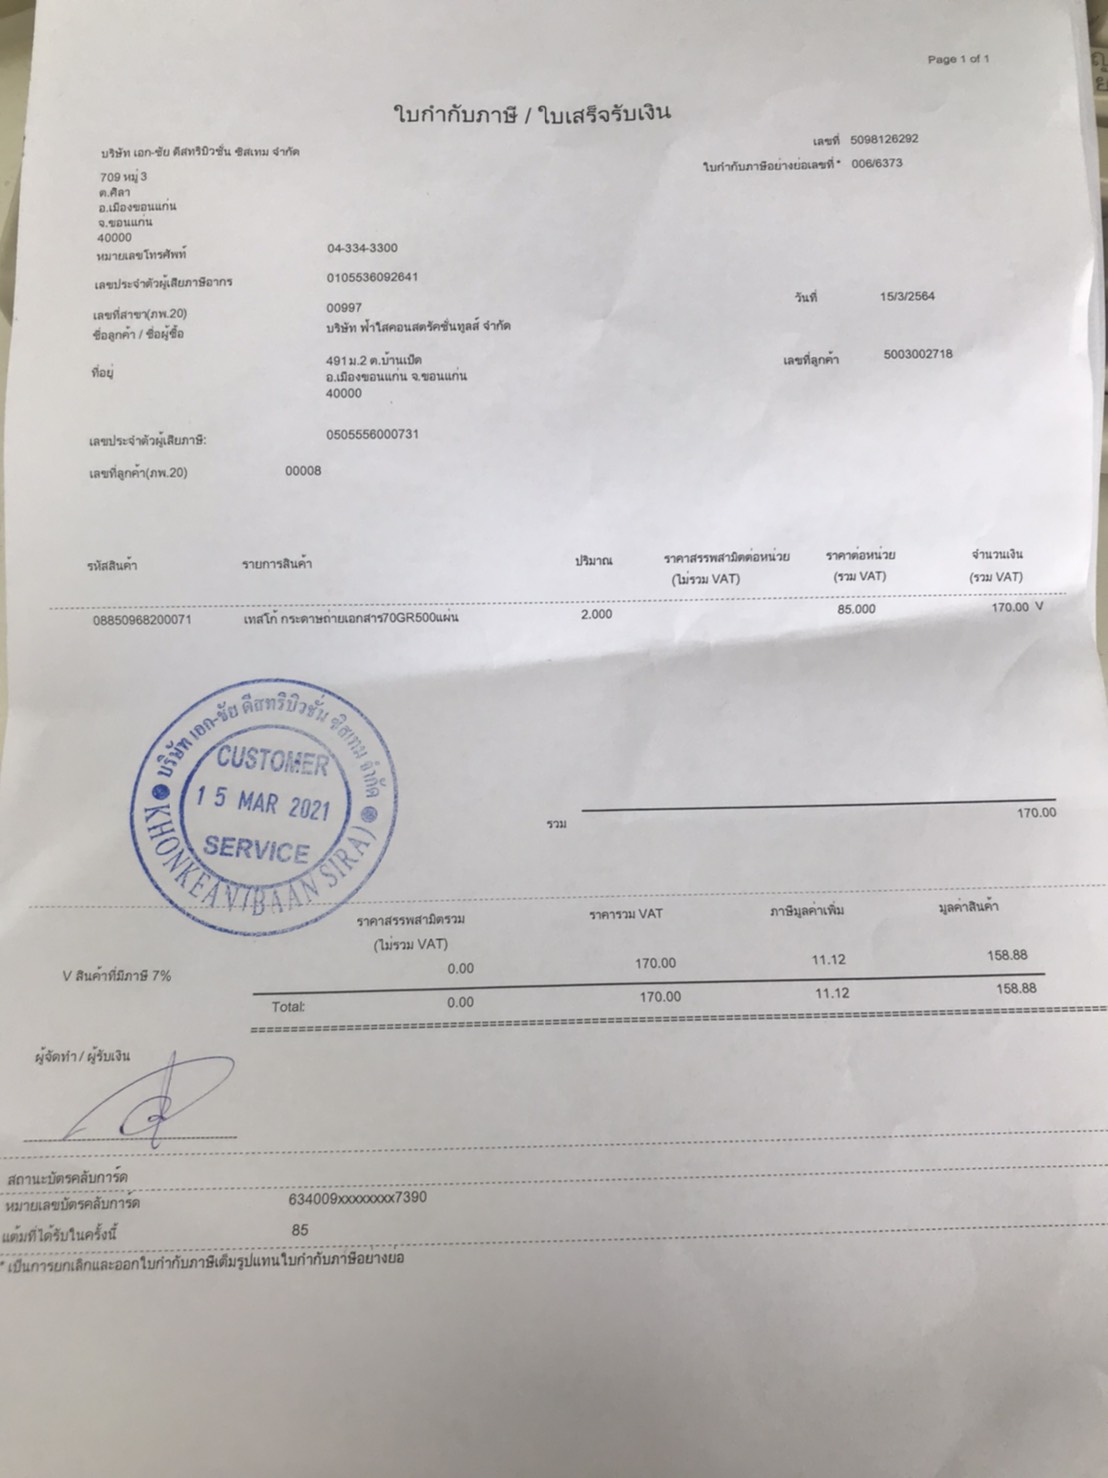 Page 1 of 1
ใบกำกับภาษี / ใบเสร็จรับเงิน
บริษัท เอก-ชัย ดีสทริบิวชั่น ซิสเทม จำกัด
เลขที่ 5098126292
ใบกำกับภาษีอย่างย่อเลขที่ * 006/6373
709 หมู่ 3
ต.ศิลา
อ.เมืองขอนแก่น
จ.ขอนแก่น
40000
หมายเลขโทรศัพท์ 04-334-3300
เลขประจำตัวผู้เสียภาษีอากร 0105536092641
เลขที่สาขา(ภพ.20) 00997
วันที่ 15/3/2564
ชื่อลูกค้า / ชื่อผู้ซื้อ บริษัท ฟ้าใสคอนสตรัคชั่นทูลส์ จำกัด
ที่อยู่ 491 ม.2 ต.บ้านเป็ด
เลขที่ลูกค้า 5003002718
อ.เมืองขอนแก่น จ.ขอนแก่น
40000
เลขประจำตัวผู้เสียภาษี: 0505556000731
เลขที่ลูกค้า(ภพ.20) 00008
รหัสสินค้า รายการสินค้า ปริมาณ ราคาสรรพสามิตต่อหน่วย ราคาต่อหน่วย จำนวนเงิน
(ไม่รวม VAT) (รวม VAT) (รวม VAT)
08850968200071 เทสโก้ กระดาษถ่ายเอกสาร70GR500แผ่น 2.000 85.000 170.00 V
บริษัท เอก-ชัย ดีสทริบิวชั่น ซิสเทม จำกัด
CUSTOMER
15 MAR 2021
SERVICE
KHONKEAN1(BAAN SIRA)
รวม 170.00
ราคาสรรพสามิตรวม ราคารวม VAT ภาษีมูลค่าเพิ่ม มูลค่าสินค้า
(ไม่รวม VAT)
V สินค้าที่มีภาษี 7% 0.00 170.00 11.12 158.88
Total: 0.00 170.00 11.12 158.88
ผู้จัดทำ / ผู้รับเงิน
สถานะบัตรคลับการ์ด
หมายเลขบัตรคลับการ์ด 634009xxxxxxxx7390
แต้มที่ได้รับในครั้งนี้ 85
* เป็นการยกเลิกและออกใบกำกับภาษีเต็มรูปแทนใบกำกับภาษีอย่างย่อ